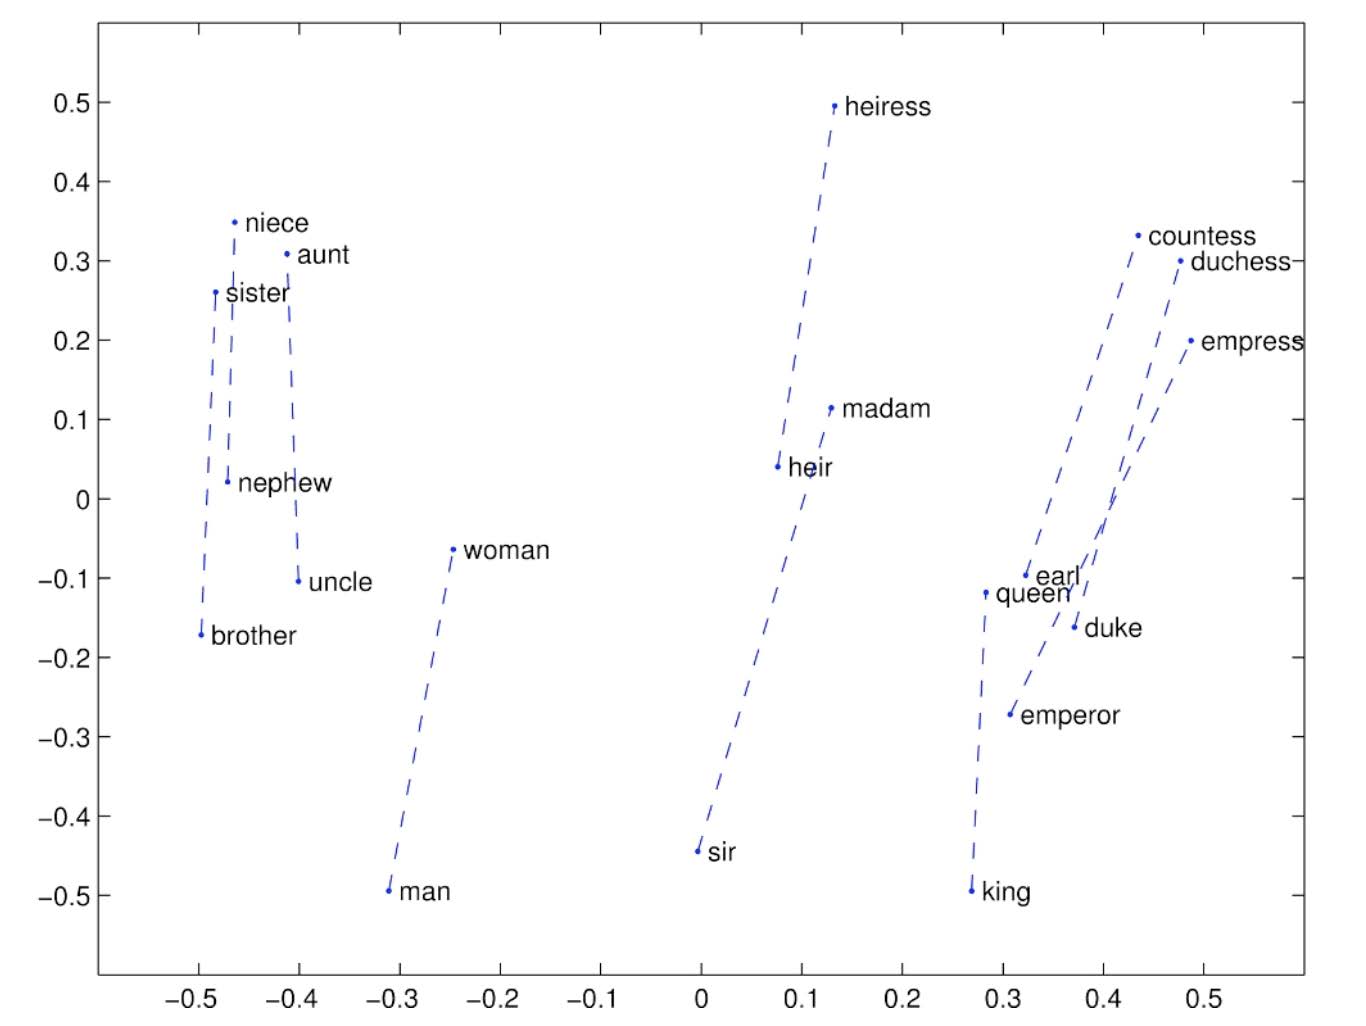 heiress
0.5
0.4
niece
countess
aunt
0.3
duchess
sister
0.2
empress
madam
0.1
heir
nephew
0
woman
earl
−0.1
uncle
queen
duke
brother
−0.2
emperor
−0.3
−0.4
sir
−0.5
man
king
−0.5 −0.4 −0.3 −0.2 −0.1 0 0.1 0.2 0.3 0.4 0.5